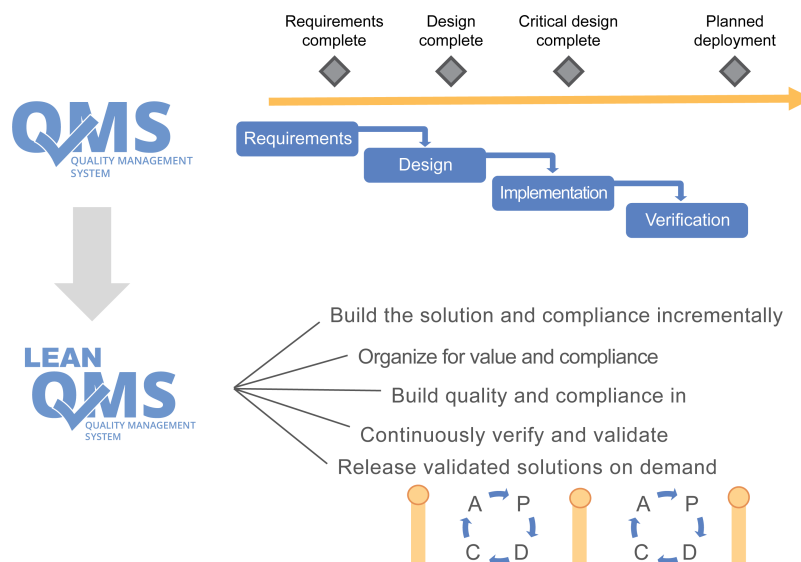 Requirements
complete
Design
complete
Critical design
complete
Planned
deployment
QMS
QUALITY MANAGEMENT
SYSTEM
Requirements
Design
Implementation
Verification
LEAN
QMS
QUALITY MANAGEMENT
SYSTEM
Build the solution and compliance incrementally
Organize for value and compliance
Build quality and compliance in
Continuously verify and validate
Release validated solutions on demand
A P
C D
A P
C D